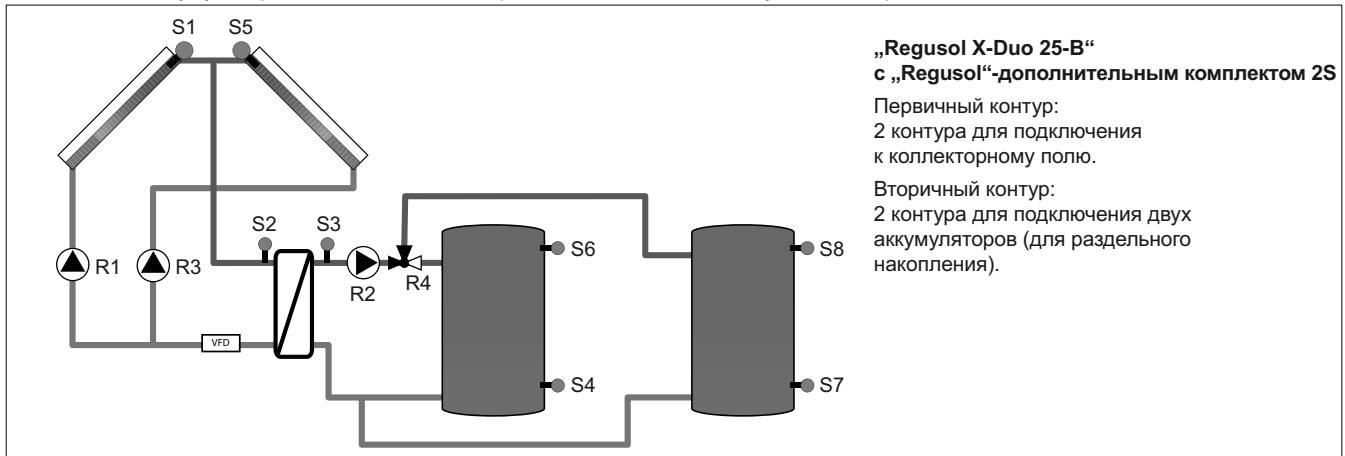 S1 S5
„Regusol X-Duo 25-B“
с „Regusol“-дополнительным комплектом 2S
Первичный контур:
2 контура для подключения
к коллекторному полю.
Вторичный контур:
2 контура для подключения двух
аккумуляторов (для раздельного
накопления).
S2 S3 S6 S8
R1 R3 R2 R4
VFD
S4 S7